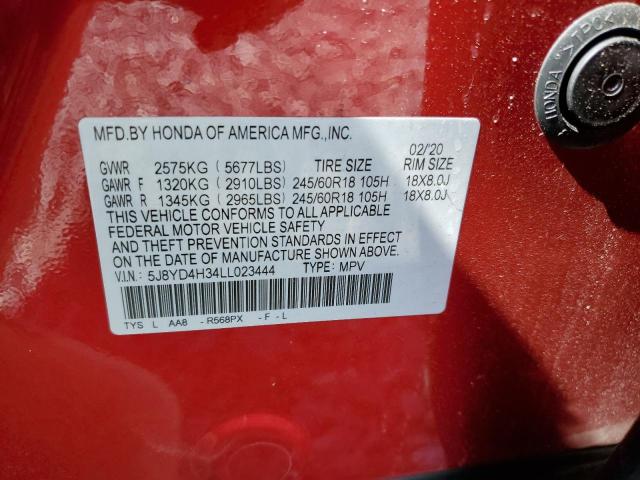 MFD.BY HONDA OF AMERICA MFG.,INC.
02/'20
GVWR 2575KG ( 5677LBS) TIRE SIZE RIM SIZE
GAWR F 1320KG ( 2910LBS) 245/60R18 105H 18X8.0J
GAWR R 1345KG ( 2965LBS) 245/60R18 105H 18X8.0J
THIS VEHICLE CONFORMS TO ALL APPLICABLE
FEDERAL MOTOR VEHICLE SAFETY
AND THEFT PREVENTION STANDARDS IN EFFECT
ON THE DATE OF MANUFACTURE SHOWN ABOVE.
V.I.N.: 5J8YD4H34LL023444 TYPE: MPV
TYS L AA8 - R568PX - F - L
HONDA >TPO<